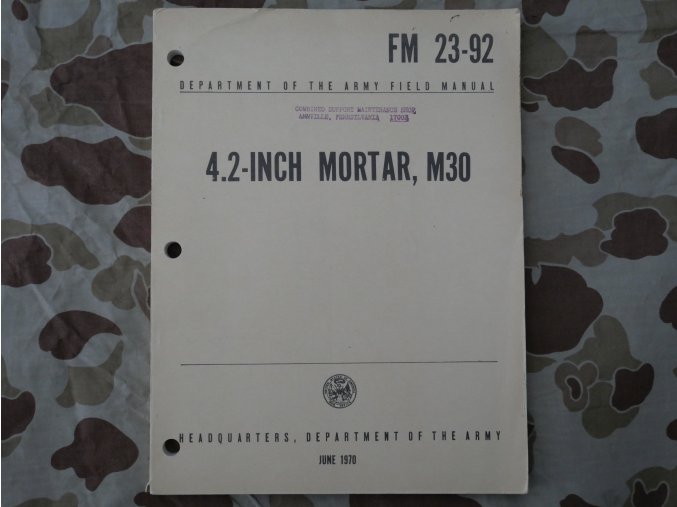 FM 23-92
DEPARTMENT OF THE ARMY FIELD MANUAL
COMBINED SUPPORT MAINTENANCE SHOP
ANNVILLE, PENNSYLVANIA 17003
4.2-INCH MORTAR, M30
HEADQUARTERS, DEPARTMENT OF THE ARMY
JUNE 1970